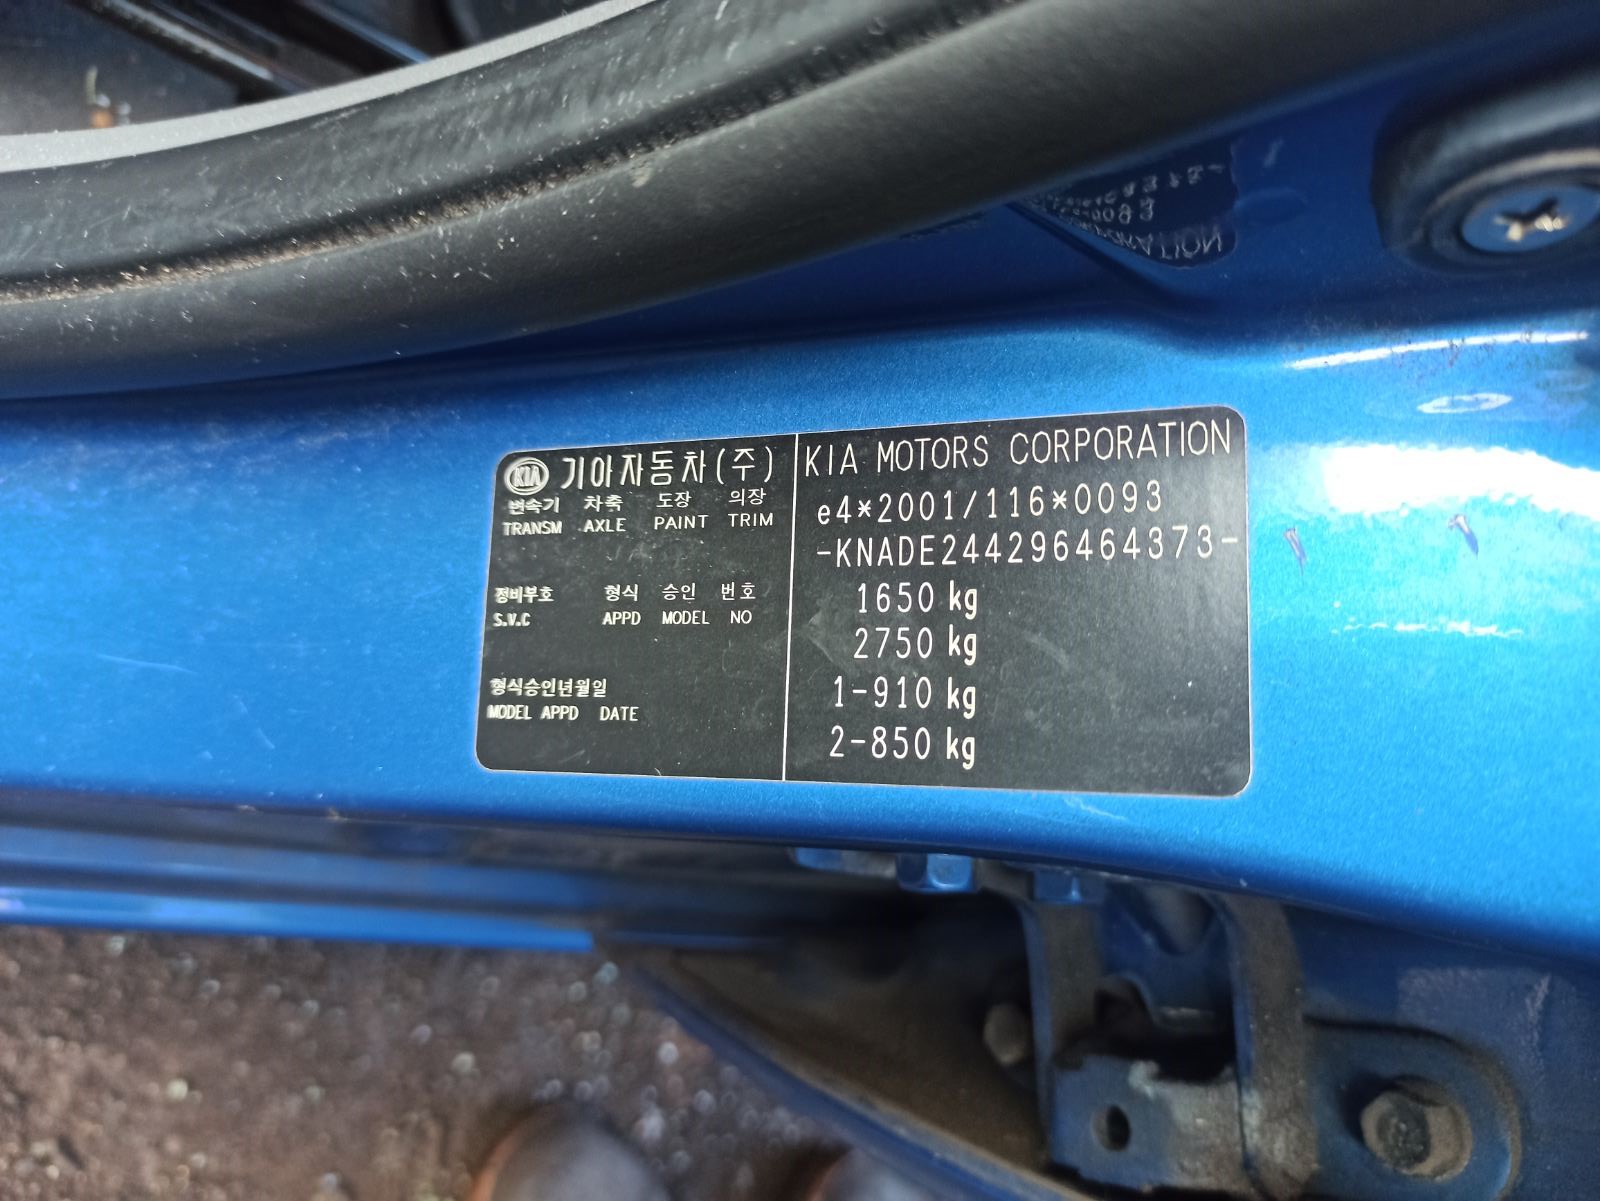 KIA 기아자동차(주)
변속기 차축 도장 의장
TRANSM AXLE PAINT TRIM
정비부호 형식 승인 번호
S.V.C APPD MODEL NO
형식승인년월일
MODEL APPD DATE
KIA MOTORS CORPORATION
e4*2001/116*0093
-KNADE244296464373-
1650 kg
2750 kg
1-910 kg
2-850 kg